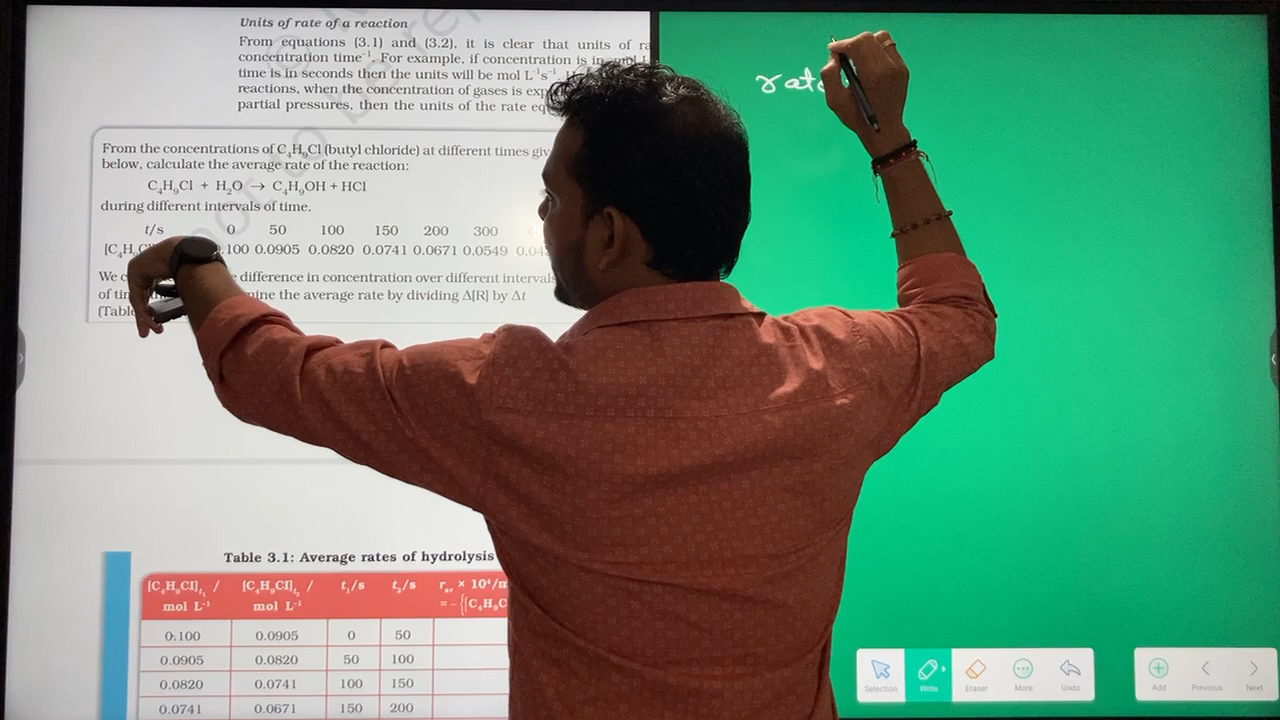 Units of rate of a reaction
From equations (3.1) and (3.2), it is clear that units of
concentration time⁻¹. For example, if concentration is in mol L
time is in seconds then the units will be mol L⁻¹s⁻¹.
reactions, when the concentration of gases is
partial pressures, then the units of the rate
From the concentrations of C₄H₉Cl (butyl chloride) at different times
below, calculate the average rate of the reaction:
C₄H₉Cl + H₂O → C₄H₉OH + HCl
during different intervals of time.
t/s 0 50 100 150 200 300
100 0.0905 0.0820 0.0741 0.0671 0.0549
We difference in concentration over different intervals
of the average rate by dividing Δ[R] by Δt
(Table
Table 3.1: Average rates of hydrolysis
[C₄H₉Cl]t₁ / mol L⁻¹ [C₄H₉Cl]t₂ / mol L⁻¹ t₁/s t₂/s rₐᵥ × 10⁴/m
= – {[C₄H₉C
0.100 0.0905 0 50
0.0905 0.0820 50 100
0.0820 0.0741 100 150
0.0741 0.0671 150 200
rate
Selection Write Eraser More Undo Add Previous Next